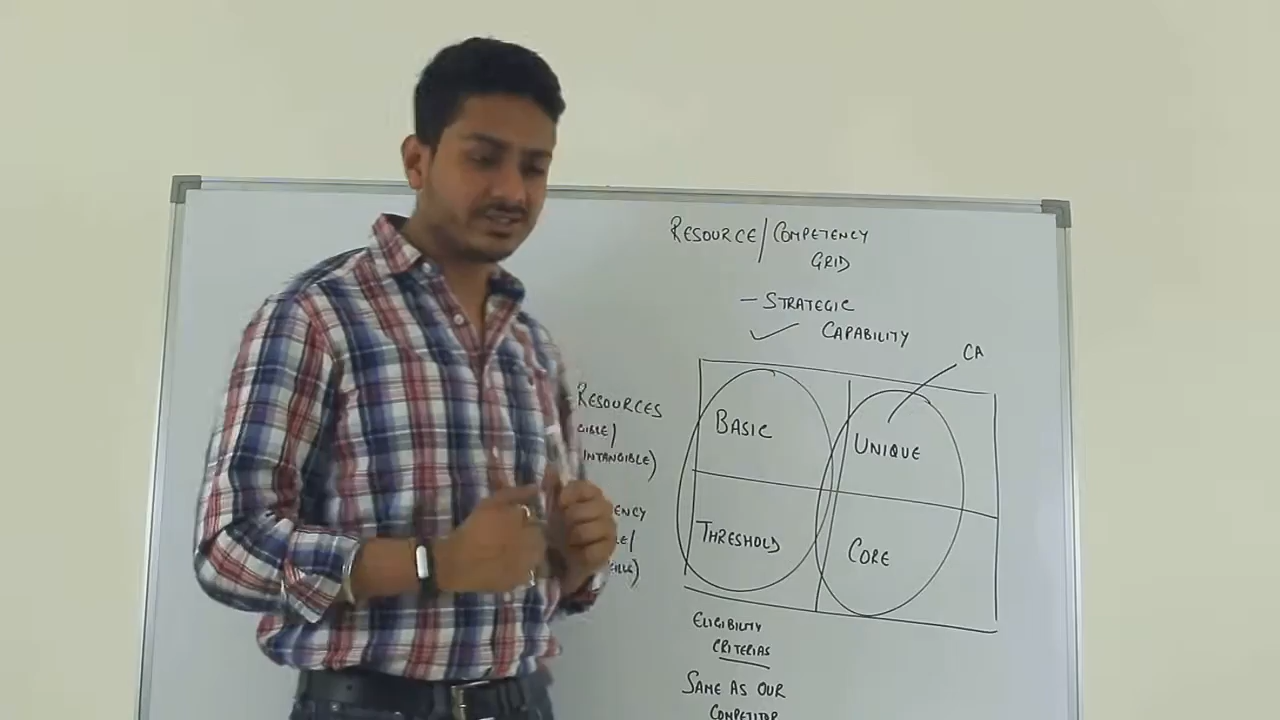 RESOURCE/COMPETENCY
GRID
- STRATEGIC
CAPABILITY
CA
RESOURCES
INTANGIBLE)
BASIC
UNIQUE
THRESHOLD
CORE
ELIGIBILITY
CRITERIAS
SAME AS OUR
COMPETITOR